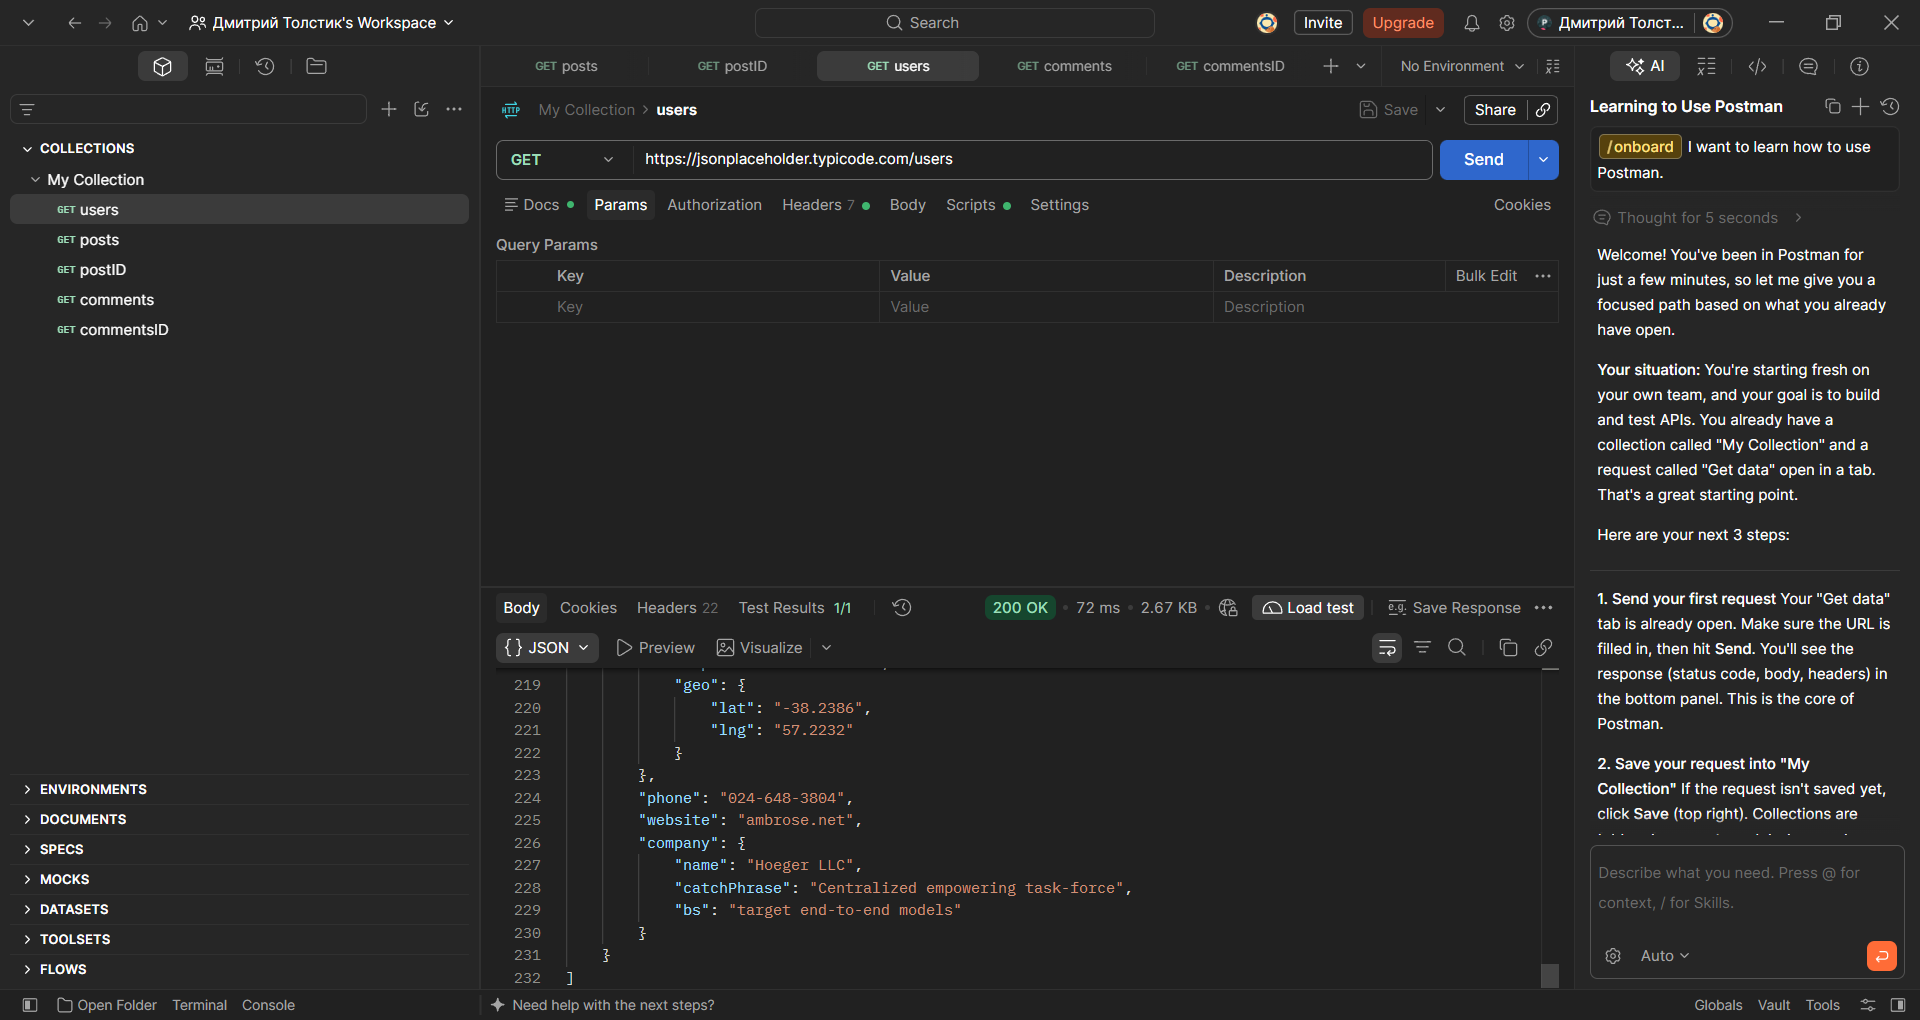 Дмитрий Толстик's Workspace
Search
Invite
Upgrade
Дмитрий Толст...
COLLECTIONS
My Collection
GET users
GET posts
GET postID
GET comments
GET commentsID
ENVIRONMENTS
DOCUMENTS
SPECS
MOCKS
DATASETS
TOOLSETS
FLOWS
GET posts
GET postID
GET users
GET comments
GET commentsID
No Environment
HTTP My Collection > users
Save
Share
GET
https://jsonplaceholder.typicode.com/users
Send
Docs
Params
Authorization
Headers 7
Body
Scripts
Settings
Cookies
Query Params
Key Value Description Bulk Edit
Key Value Description
Body
Cookies
Headers 22
Test Results 1/1
200 OK
72 ms
2.67 KB
Load test
e.g. Save Response
{} JSON
Preview
Visualize
219 "geo": {
220 "lat": "-38.2386",
221 "lng": "57.2232"
222 }
223 },
224 "phone": "024-648-3804",
225 "website": "ambrose.net",
226 "company": {
227 "name": "Hoeger LLC",
228 "catchPhrase": "Centralized empowering task-force",
229 "bs": "target end-to-end models"
230 }
231 }
232 ]
AI
Learning to Use Postman
/onboard I want to learn how to use
Postman.
Thought for 5 seconds
Welcome! You've been in Postman for
just a few minutes, so let me give you a
focused path based on what you already
have open.
Your situation: You're starting fresh on
your own team, and your goal is to build
and test APIs. You already have a
collection called "My Collection" and a
request called "Get data" open in a tab.
That's a great starting point.
Here are your next 3 steps:
1. Send your first request Your "Get data"
tab is already open. Make sure the URL is
filled in, then hit Send. You'll see the
response (status code, body, headers) in
the bottom panel. This is the core of
Postman.
2. Save your request into "My
Collection" If the request isn't saved yet,
click Save (top right). Collections are
Describe what you need. Press @ for
context, / for Skills.
Auto
Open Folder
Terminal
Console
Need help with the next steps?
Globals
Vault
Tools